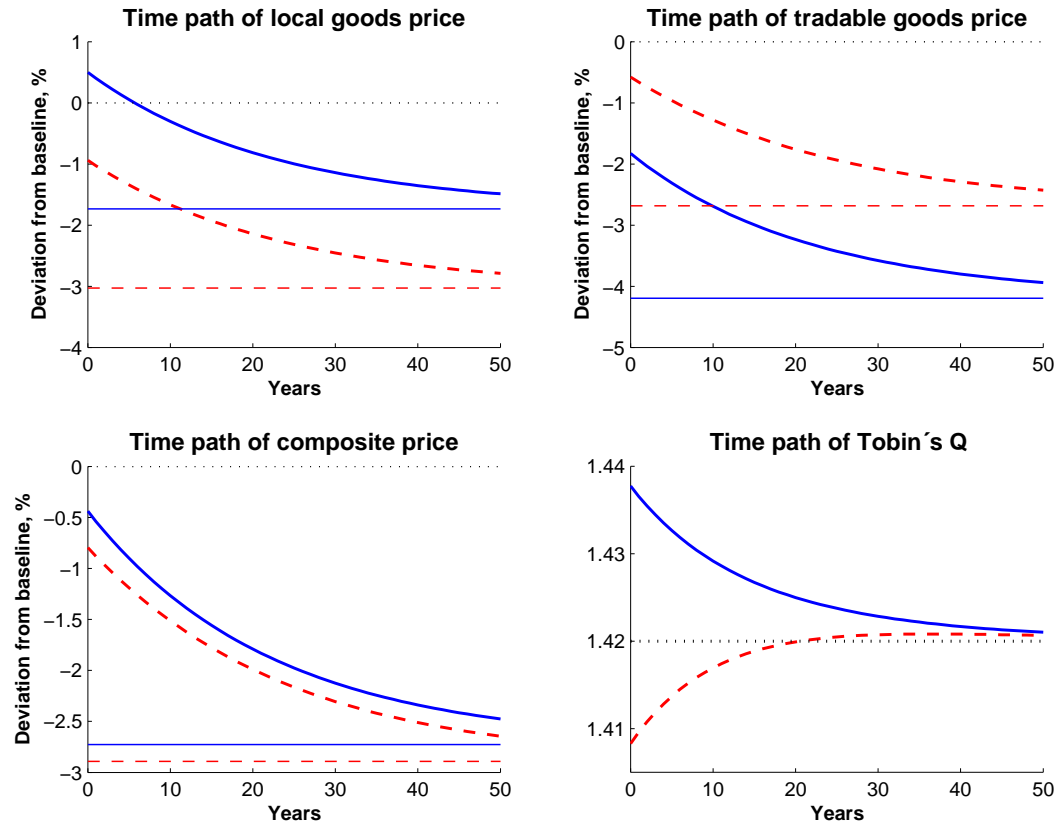 Time path of local goods price
Deviation from baseline, %
1
0
−1
−2
−3
−4
0 10 20 30 40 50
Years
Time path of tradable goods price
Deviation from baseline, %
0
−1
−2
−3
−4
−5
0 10 20 30 40 50
Years
Time path of composite price
Deviation from baseline, %
0
−0.5
−1
−1.5
−2
−2.5
−3
0 10 20 30 40 50
Years
Time path of Tobin´s Q
1.44
1.43
1.42
1.41
0 10 20 30 40 50
Years